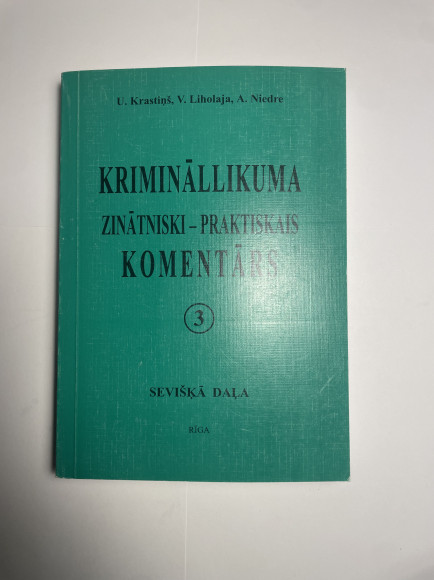 U. Krastiņš, V. Liholaja, A. Niedre
KRIMINĀLLIKUMA
ZINĀTNISKI – PRAKTISKAIS
KOMENTĀRS
3
SEVIŠĶĀ DAĻA
RĪGA